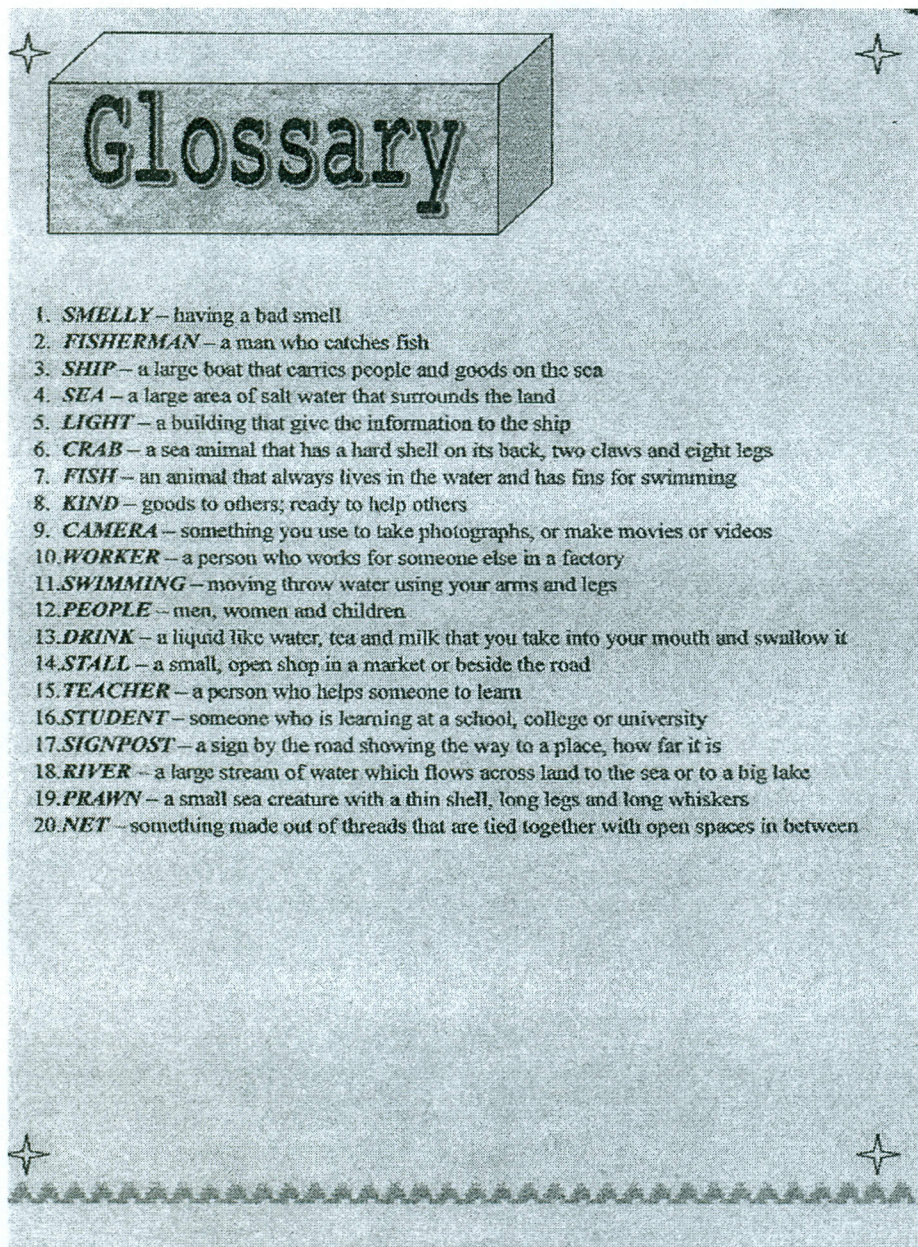 Glossary
1. SMELLY – having a bad smell
2. FISHERMAN – a man who catches fish
3. SHIP – a large boat that carries people and goods on the sea
4. SEA – a large area of salt water that surrounds the land
5. LIGHT – a building that give the information to the ship
6. CRAB – a sea animal that has a hard shell on its back, two claws and eight legs
7. FISH – an animal that always lives in the water and has fins for swimming
8. KIND – goods to others; ready to help others
9. CAMERA – something you use to take photographs, or make movies or videos
10. WORKER – a person who works for someone else in a factory
11. SWIMMING – moving throw water using your arms and legs
12. PEOPLE – men, women and children
13. DRINK – a liquid like water, tea and milk that you take into your mouth and swallow it
14. STALL – a small, open shop in a market or beside the road
15. TEACHER – a person who helps someone to learn
16. STUDENT – someone who is learning at a school, college or university
17. SIGNPOST – a sign by the road showing the way to a place, how far it is
18. RIVER – a large stream of water which flows across land to the sea or to a big lake
19. PRAWN – a small sea creature with a thin shell, long legs and long whiskers
20. NET – something made out of threads that are tied together with open spaces in between